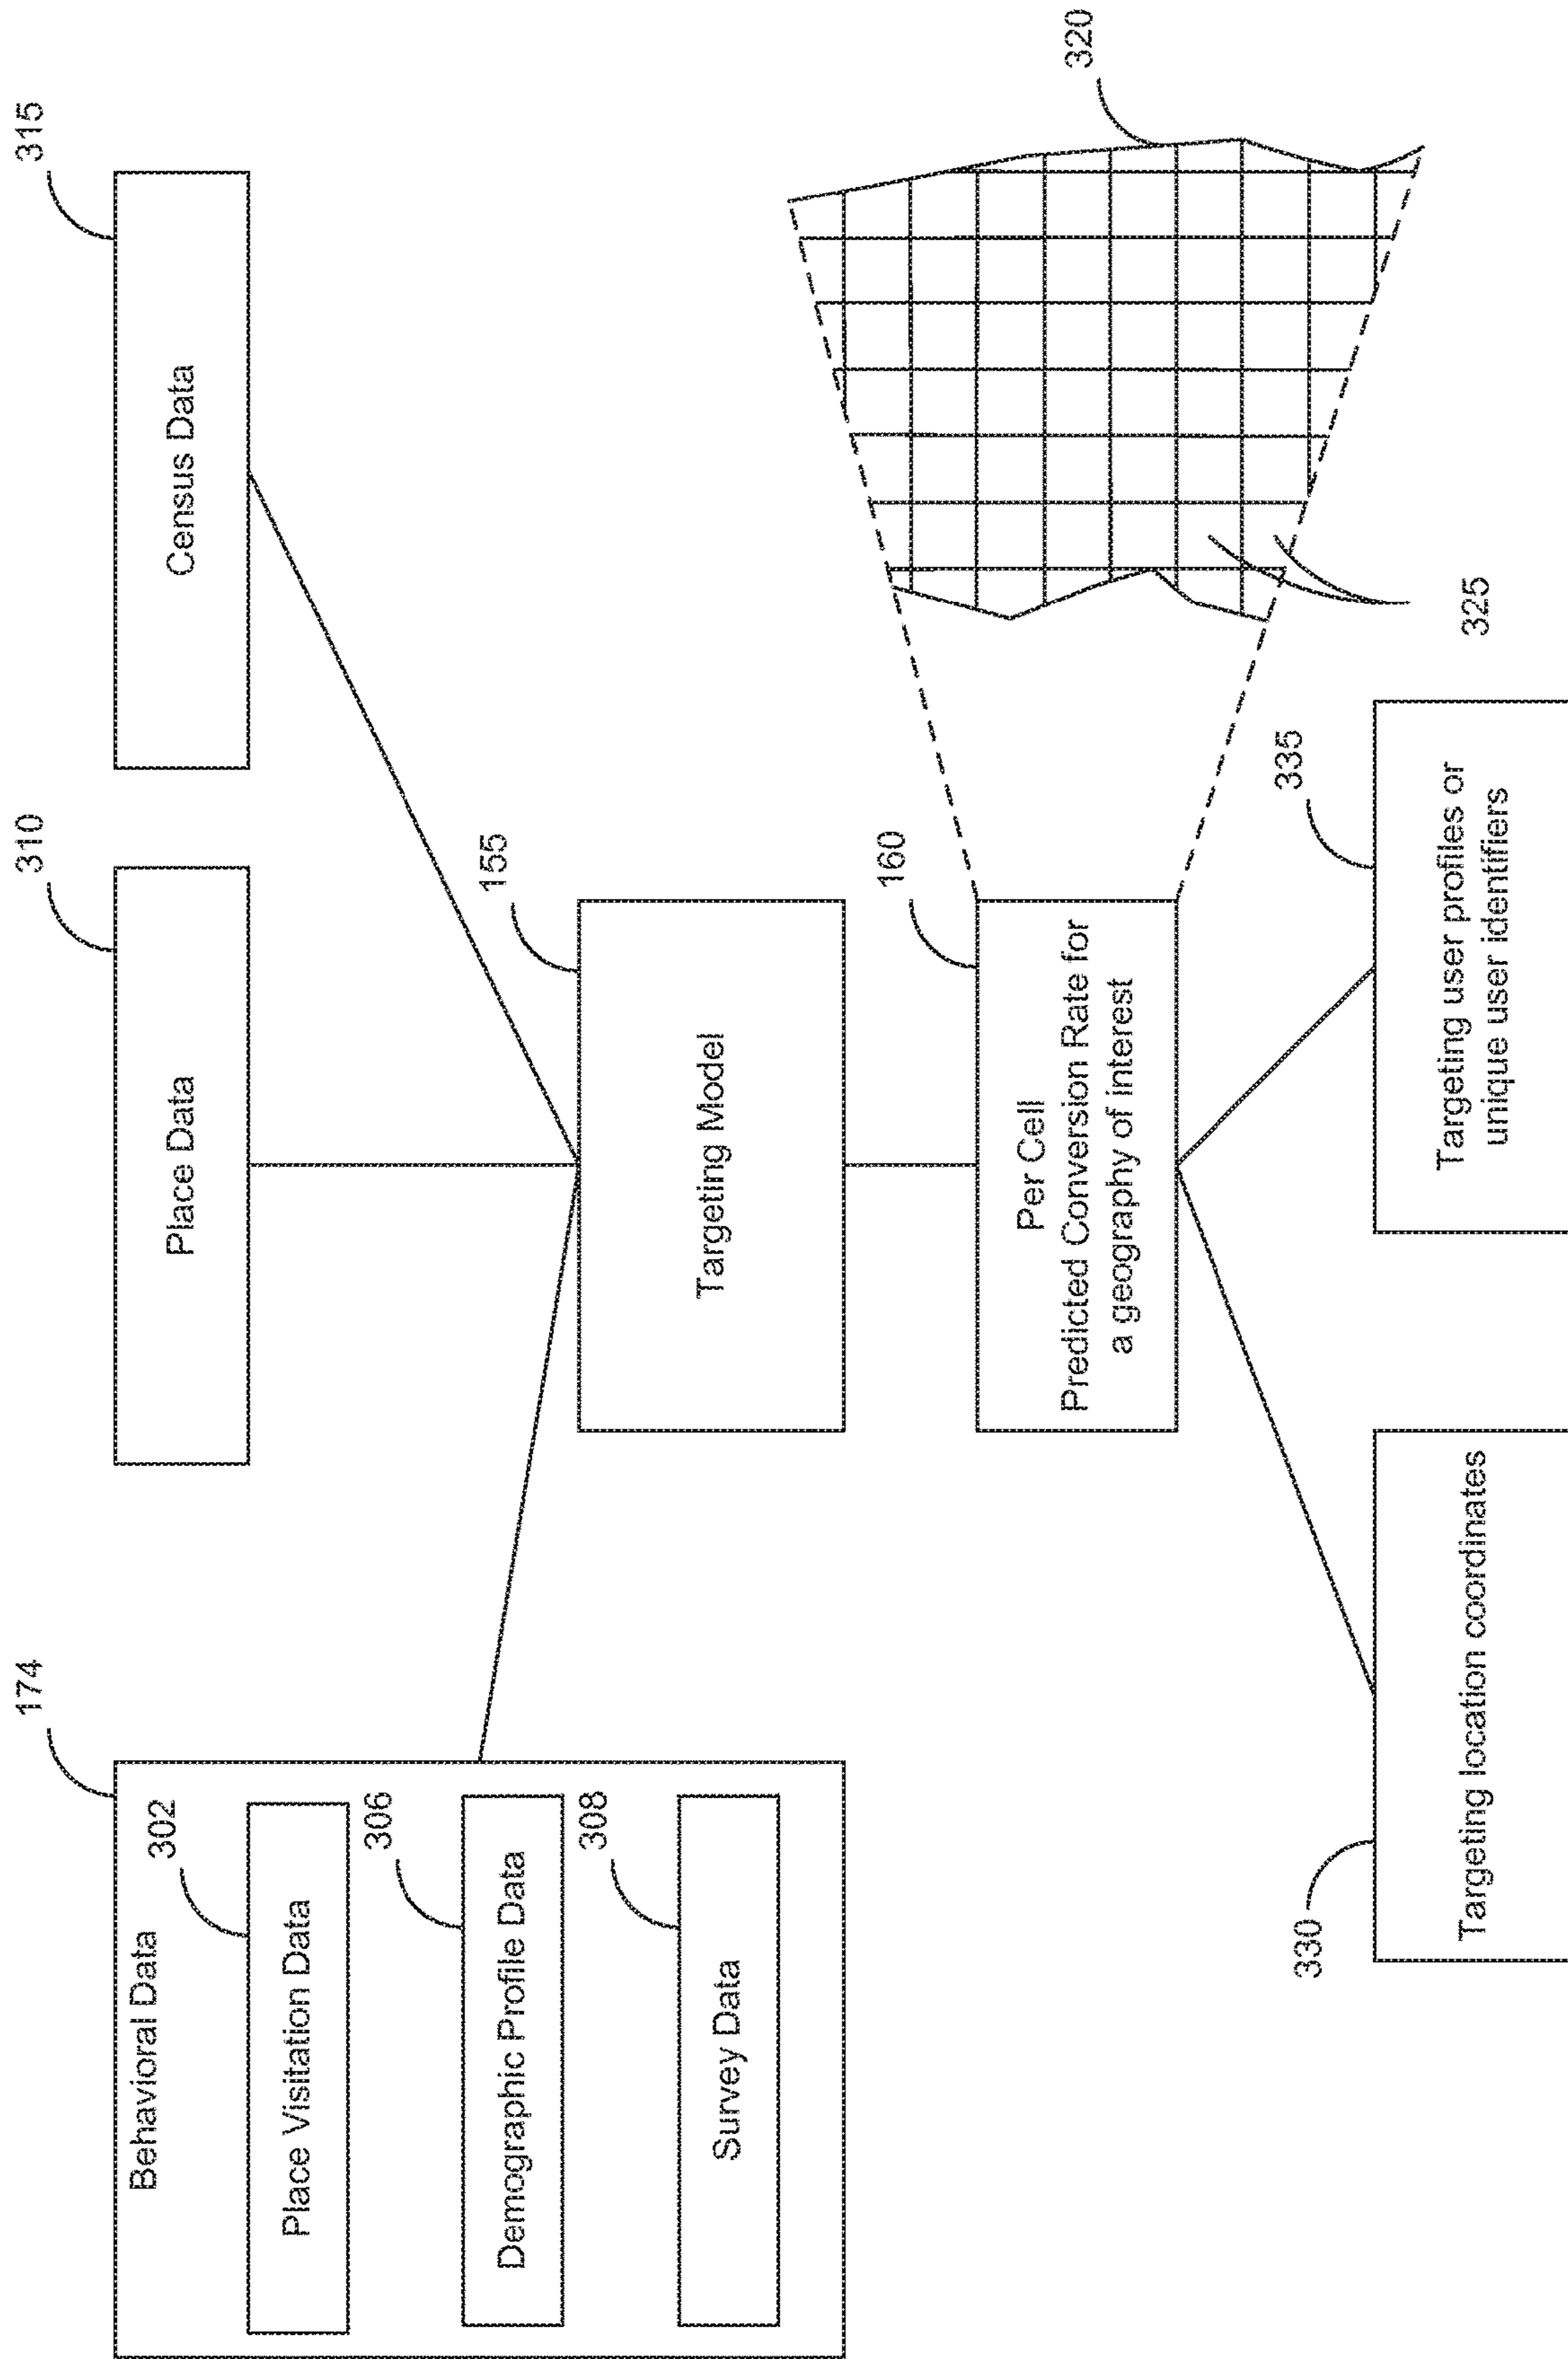 174
Behavioral Data
302
Place Visitation Data
306
Demographic Profile Data
308
Survey Data
310
Place Data
315
Census Data
155
Targeting Model
160
Per Cell
Predicted Conversion Rate for
a geography of interest
320
325
330
Targeting location coordinates
335
Targeting user profiles or
unique user identifiers